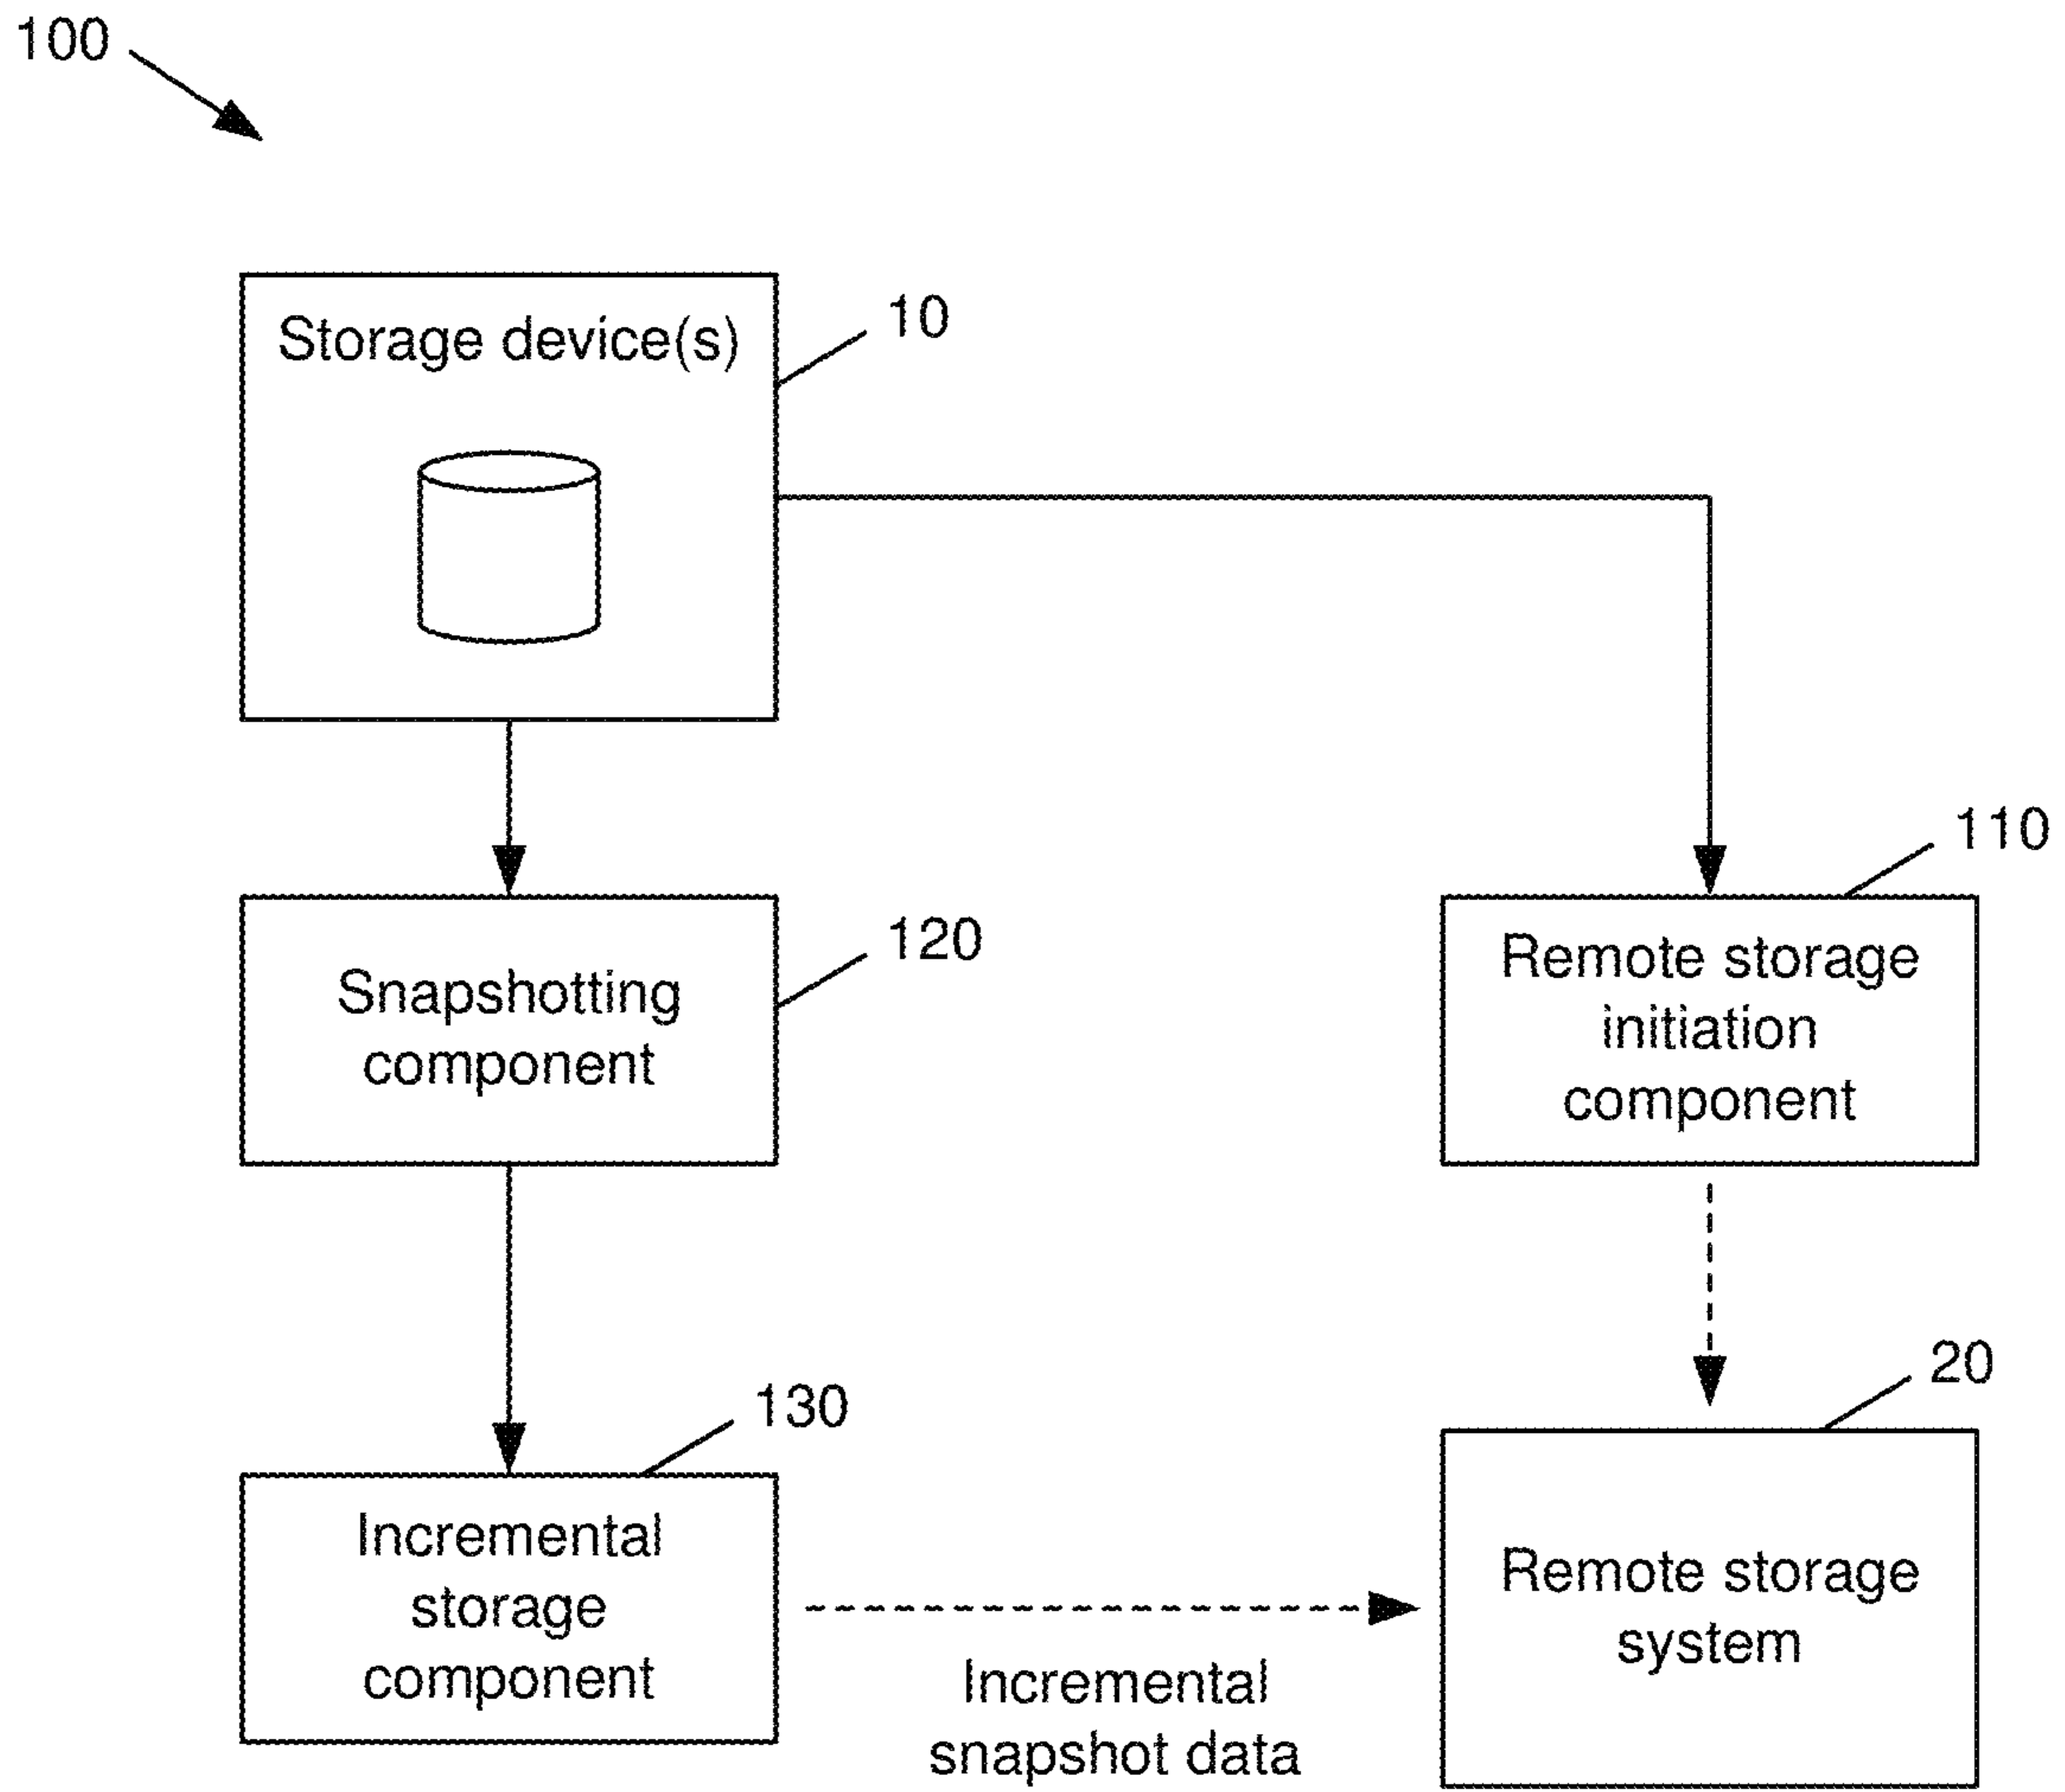 100
Storage device(s)
10
110
Snapshotting
component
120
Remote storage
initiation
component
20
130
Incremental
storage
component
Remote storage
system
Incremental
snapshot data